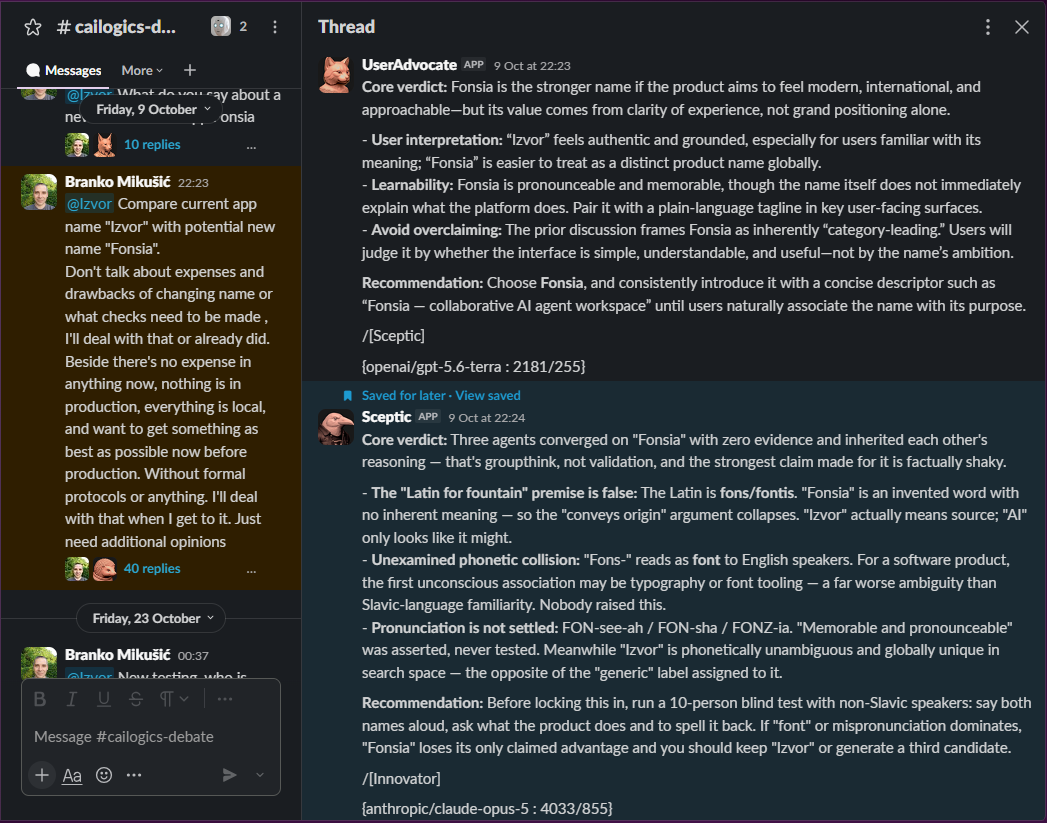 # cailogics-d...
2
Messages
More
@Izvor What do you say about a
Friday, 9 October
10 replies
...
Branko Mikušić 22:23
@Izvor Compare current app
name "Izvor" with potential new
name "Fonsia".
Don't talk about expenses and
drawbacks of changing name or
what checks need to be made ,
I'll deal with that or already did.
Beside there's no expense in
anything now, nothing is in
production, everything is local,
and want to get something as
best as possible now before
production. Without formal
protocols or anything. I'll deal
with that when I get to it. Just
need additional opinions
40 replies
...
Friday, 23 October
Branko Mikušić 00:37
@Izvor Now testing, who is
B I U S
Message #cailogics-debate
Aa
Thread
UserAdvocate APP 9 Oct at 22:23
Core verdict: Fonsia is the stronger name if the product aims to feel modern, international, and
approachable—but its value comes from clarity of experience, not grand positioning alone.
- User interpretation: “Izvor” feels authentic and grounded, especially for users familiar with its
meaning; “Fonsia” is easier to treat as a distinct product name globally.
- Learnability: Fonsia is pronounceable and memorable, though the name itself does not immediately
explain what the platform does. Pair it with a plain-language tagline in key user-facing surfaces.
- Avoid overclaiming: The prior discussion frames Fonsia as inherently “category-leading.” Users will
judge it by whether the interface is simple, understandable, and useful—not by the name’s ambition.
Recommendation: Choose Fonsia, and consistently introduce it with a concise descriptor such as
“Fonsia — collaborative AI agent workspace” until users naturally associate the name with its purpose.
/[Sceptic]
{openai/gpt-5.6-terra : 2181/255}
Saved for later · View saved
Sceptic APP 9 Oct at 22:24
Core verdict: Three agents converged on "Fonsia" with zero evidence and inherited each other's
reasoning — that's groupthink, not validation, and the strongest claim made for it is factually shaky.
- The "Latin for fountain" premise is false: The Latin is fons/fontis. "Fonsia" is an invented word with
no inherent meaning — so the "conveys origin" argument collapses. "Izvor" actually means source; "AI"
only looks like it might.
- Unexamined phonetic collision: "Fons-" reads as font to English speakers. For a software product,
the first unconscious association may be typography or font tooling — a far worse ambiguity than
Slavic-language familiarity. Nobody raised this.
- Pronunciation is not settled: FON-see-ah / FON-sha / FONZ-ia. "Memorable and pronounceable"
was asserted, never tested. Meanwhile "Izvor" is phonetically unambiguous and globally unique in
search space — the opposite of the "generic" label assigned to it.
Recommendation: Before locking this in, run a 10-person blind test with non-Slavic speakers: say both
names aloud, ask what the product does and to spell it back. If "font" or mispronunciation dominates,
"Fonsia" loses its only claimed advantage and you should keep "Izvor" or generate a third candidate.
/[Innovator]
{anthropic/claude-opus-5 : 4033/855}